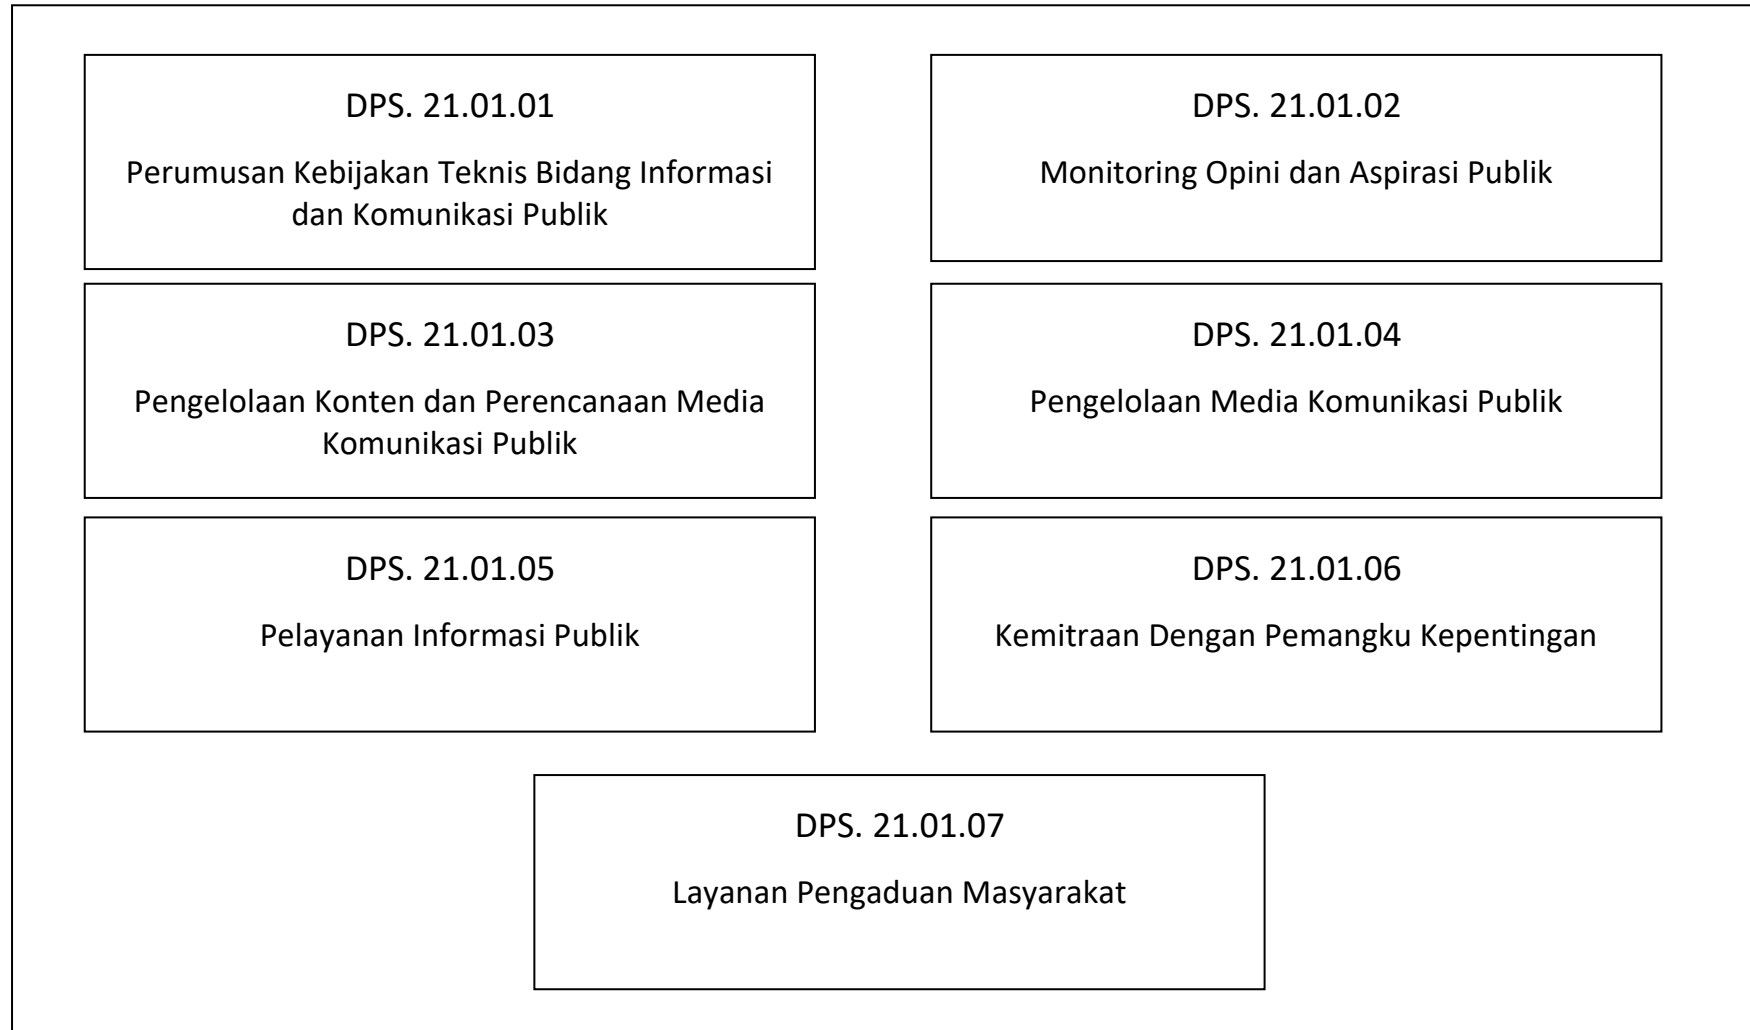 DPS. 21.01.01
Perumusan Kebijakan Teknis Bidang Informasi
dan Komunikasi Publik
DPS. 21.01.02
Monitoring Opini dan Aspirasi Publik
DPS. 21.01.03
Pengelolaan Konten dan Perencanaan Media
Komunikasi Publik
DPS. 21.01.04
Pengelolaan Media Komunikasi Publik
DPS. 21.01.05
Pelayanan Informasi Publik
DPS. 21.01.06
Kemitraan Dengan Pemangku Kepentingan
DPS. 21.01.07
Layanan Pengaduan Masyarakat